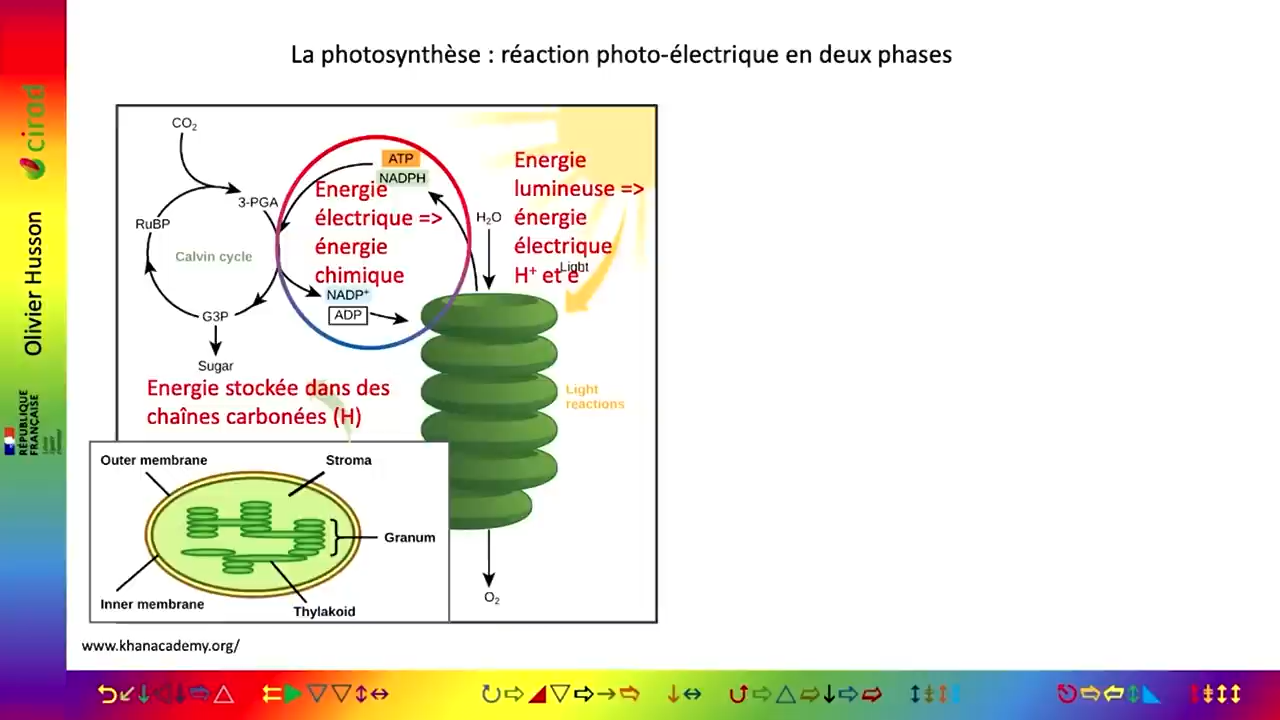 La photosynthèse : réaction photo-électrique en deux phases
cirad
Olivier Husson
RÉPUBLIQUE
FRANÇAISE
CO₂
3-PGA
RuBP
Calvin cycle
G3P
Sugar
ATP
NADPH
Energie
électrique =>
énergie
chimique
NADP⁺
ADP
H₂O
Energie
lumineuse =>
énergie
électrique
H⁺ et e⁻
Light
Light
reactions
Energie stockée dans des
chaînes carbonées (H)
Outer membrane
Stroma
Granum
Inner membrane
Thylakoid
O₂
www.khanacademy.org/